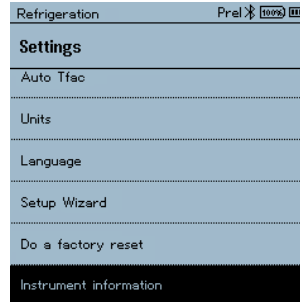 Refrigeration Prel 100%
Settings
Auto Tfac
Units
Language
Setup Wizard
Do a factory reset
Instrument information